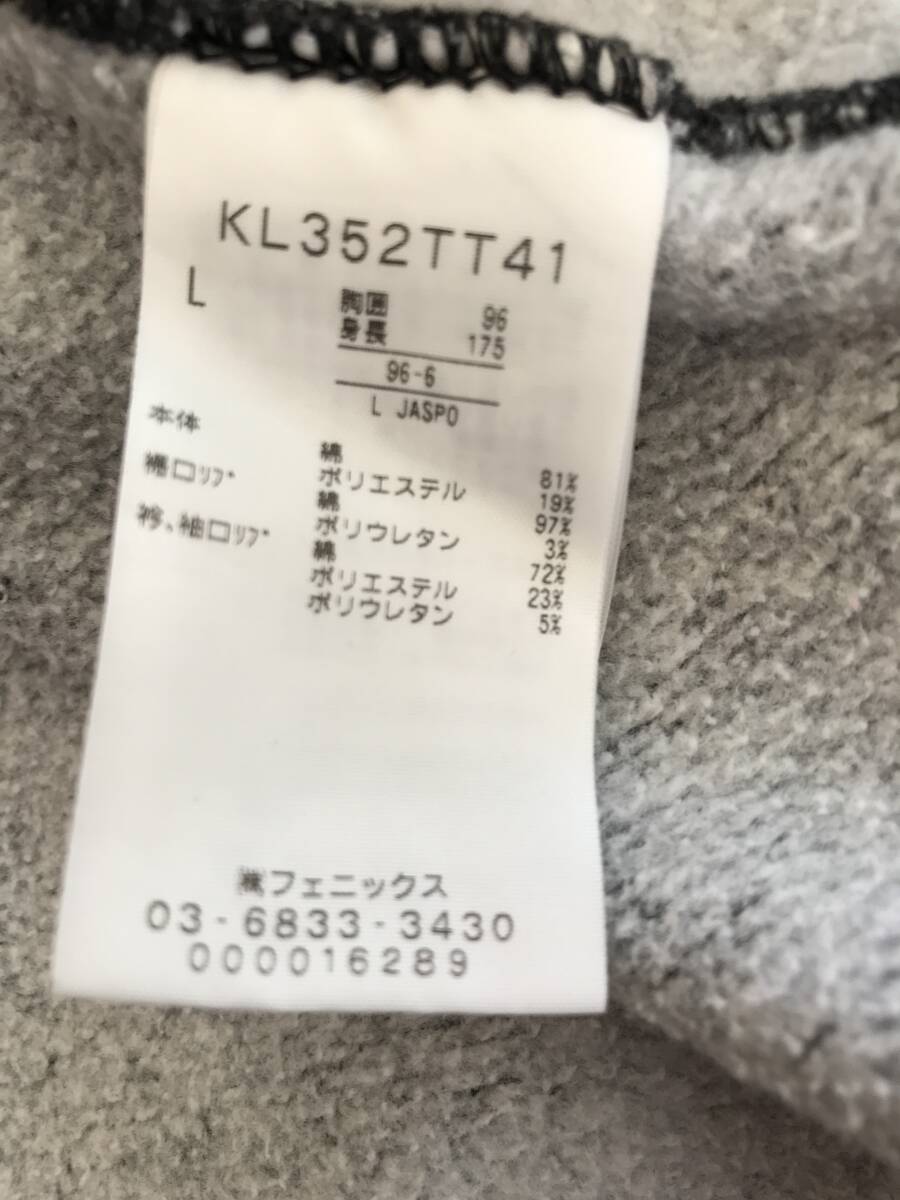 KL352TT41
L
胸囲 96
身長 175
96-6
L JASPO
本体 綿 81%
ポリエステル 19%
裾口リブ 綿 97%
ポリウレタン 3%
衿、袖口リブ 綿 72%
ポリエステル 23%
ポリウレタン 5%
㈱フェニックス
03-6833-3430
000016289